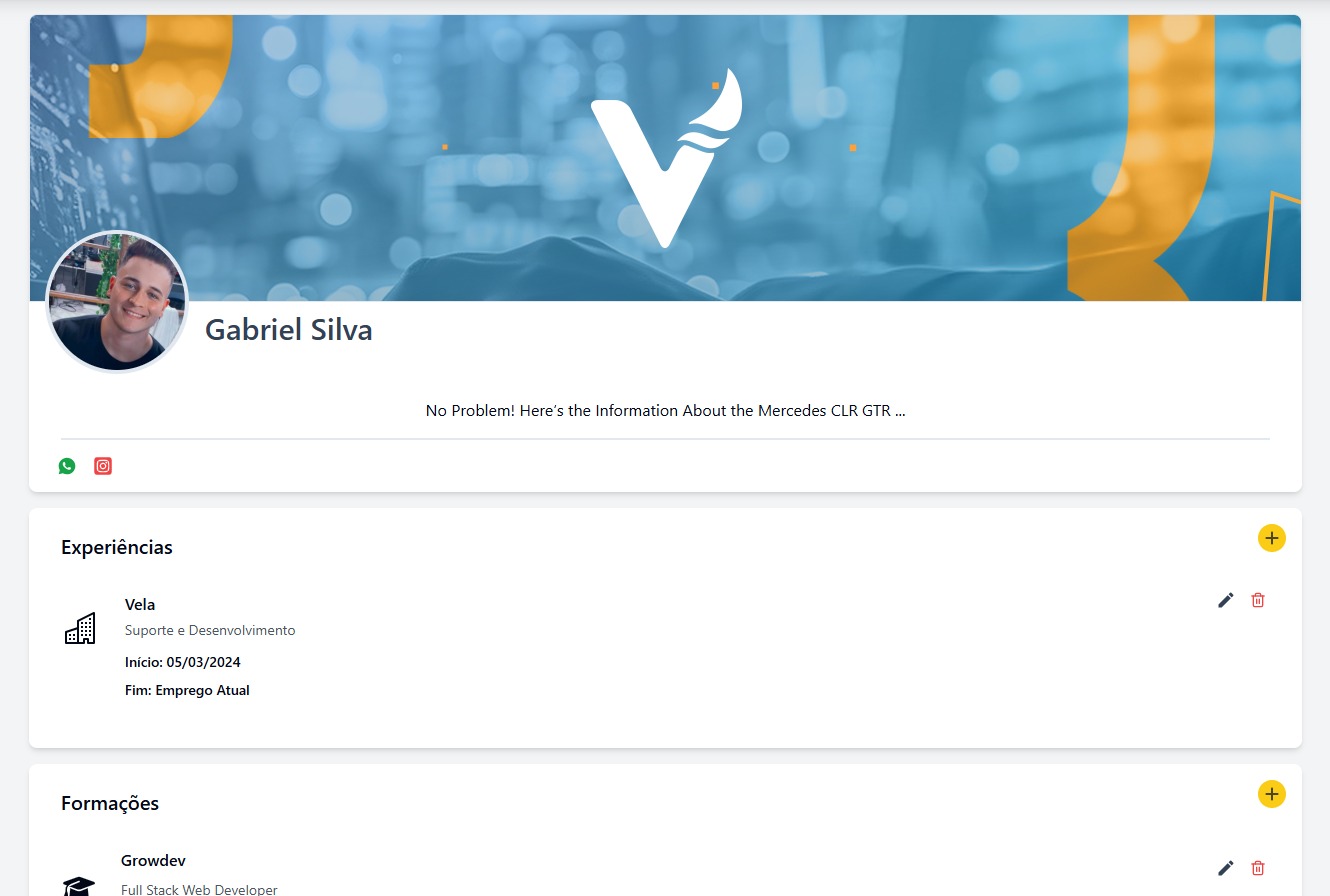 Gabriel Silva
No Problem! Here's the Information About the Mercedes CLR GTR ...
Experiências
Vela
Suporte e Desenvolvimento
Início: 05/03/2024
Fim: Emprego Atual
Formações
Growdev
Full Stack Web Developer